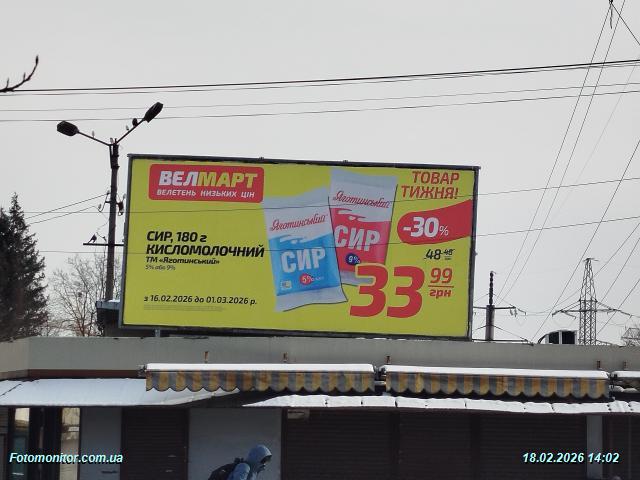 ВЕЛМАРТ
ВЕЛЕТЕНЬ НИЗЬКИХ ЦІН
ТОВАР
ТИЖНЯ!
-30%
СИР, 180 г
КИСЛОМОЛОЧНИЙ
ТМ «Яготинський»
5% або 9%
Яготинський
СИР
5%
Яготинський
СИР
9%
48-48
33 99
грн
з 16.02.2026 до 01.03.2026 р.
Fotomonitor.com.ua
18.02.2026 14:02